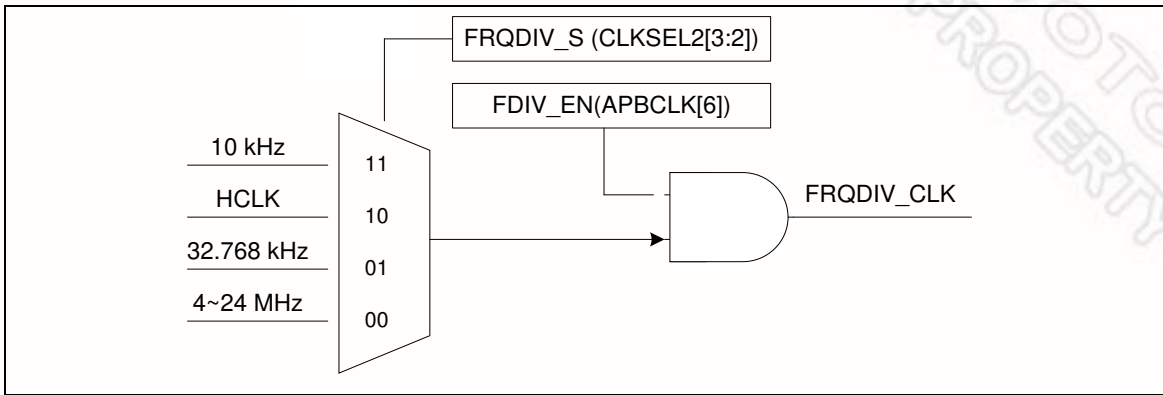 FRQDIV_S (CLKSEL2[3:2])
FDIV_EN(APBCLK[6])
10 kHz
11
HCLK
10
32.768 kHz
01
4~24 MHz
00
FRQDIV_CLK
PROPERTY